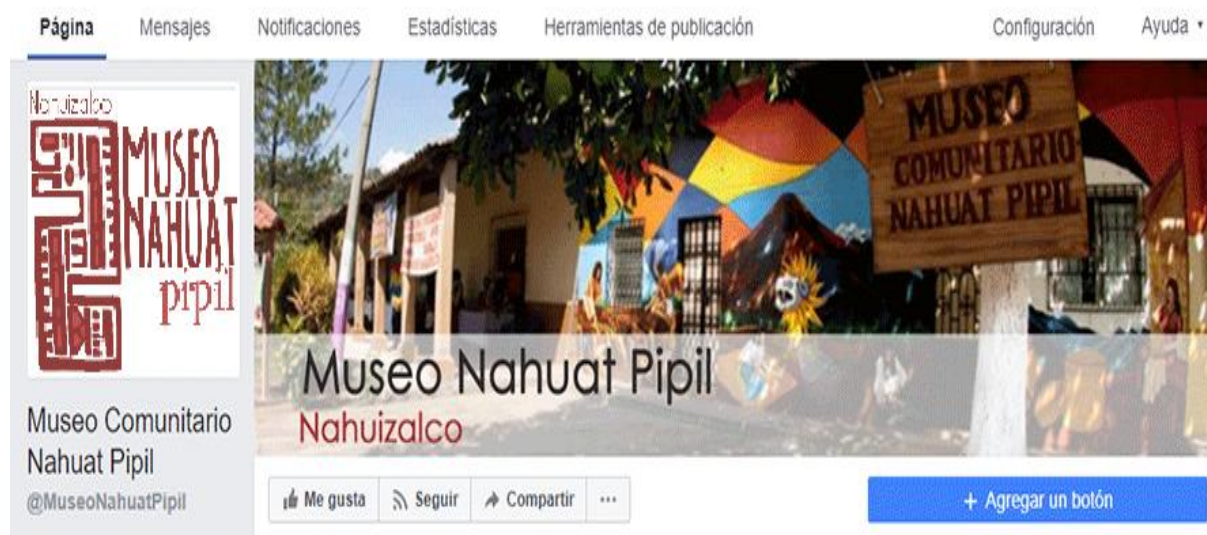 Página Mensajes Notificaciones Estadísticas Herramientas de publicación Configuración Ayuda
Nahuizalco
MUSEO
NAHUAT
pipil
MUSEO
COMUNITARIO
NAHUAT PIPIL
Museo Nahuat Pipil
Nahuizalco
Museo Comunitario
Nahuat Pipil
@MuseoNahuatPipil
Me gusta Seguir Compartir ...
+ Agregar un botón